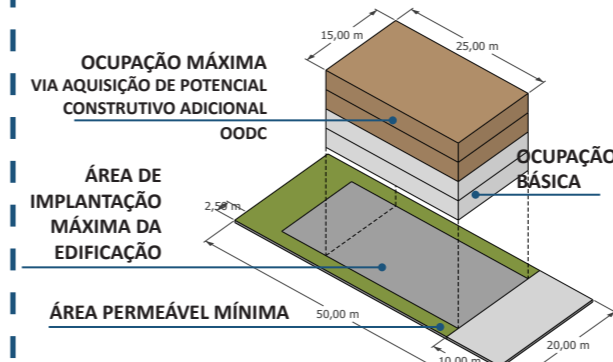 15,00 m
25,00 m
OCUPAÇÃO MÁXIMA
VIA AQUISIÇÃO DE POTENCIAL
CONSTRUTIVO ADICIONAL
OODC
OCUPAÇÃO
BÁSICA
ÁREA DE
IMPLANTAÇÃO
MÁXIMA DA
EDIFICAÇÃO
2,50 m
ÁREA PERMEÁVEL MÍNIMA
50,00 m
10,00 m
20,00 m